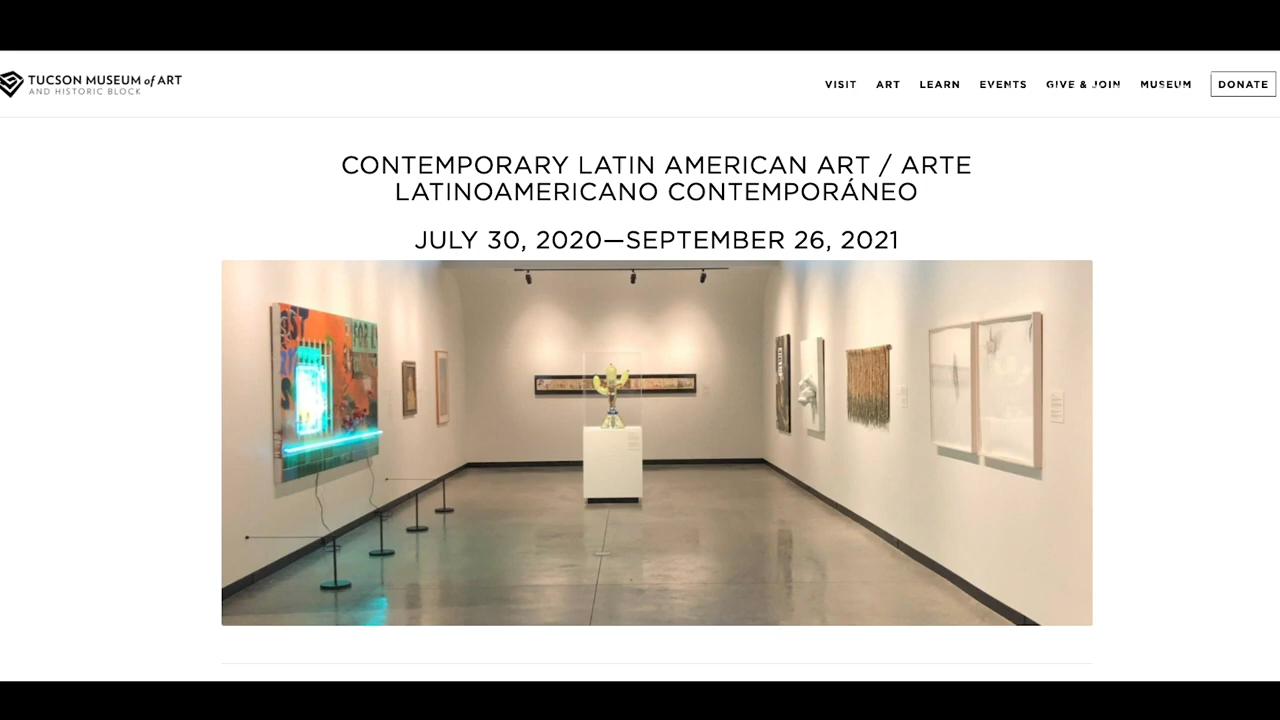 TUCSON MUSEUM of ART
AND HISTORIC BLOCK
VISIT ART LEARN EVENTS GIVE & JOIN MUSEUM DONATE
CONTEMPORARY LATIN AMERICAN ART / ARTE
LATINOAMERICANO CONTEMPORÁNEO
JULY 30, 2020—SEPTEMBER 26, 2021